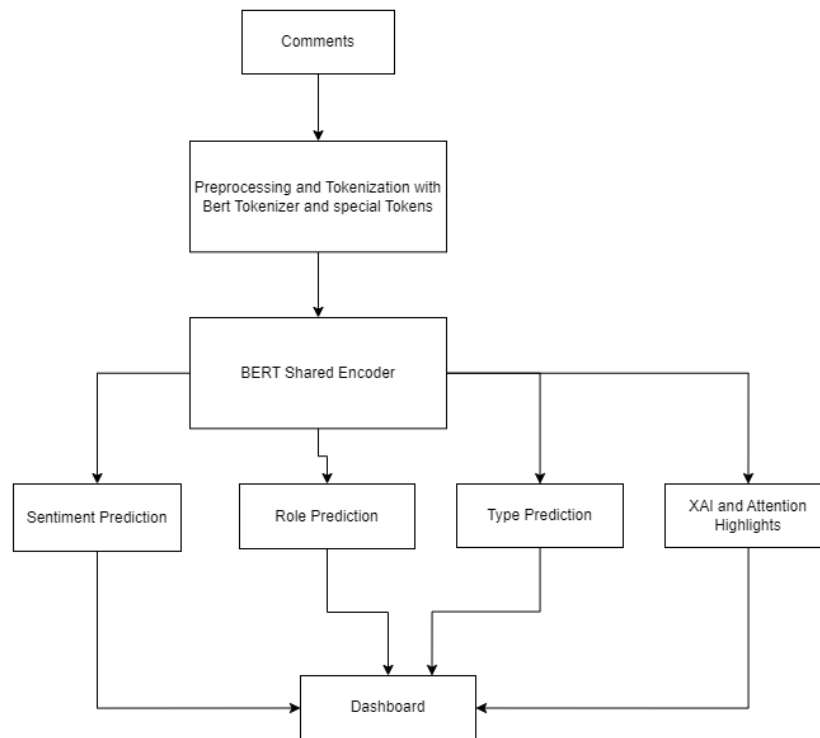 Comments
Preprocessing and Tokenization with
Bert Tokenizer and special Tokens
BERT Shared Encoder
Sentiment Prediction
Role Prediction
Type Prediction
XAI and Attention
Highlights
Dashboard